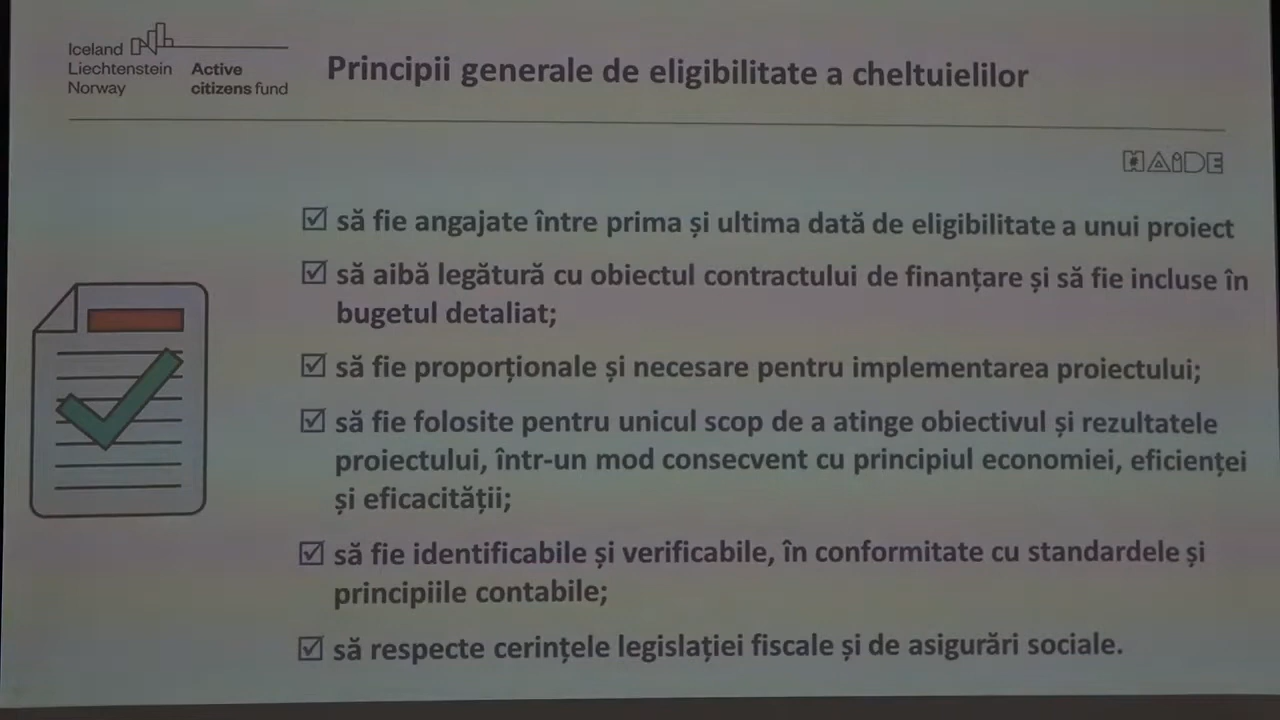 Iceland
Liechtenstein Active
Norway citizens fund
Principii generale de eligibilitate a cheltuielilor
HAIDE
să fie angajate între prima și ultima dată de eligibilitate a unui proiect
să aibă legătură cu obiectul contractului de finanțare și să fie incluse în
bugetul detaliat;
să fie proporționale și necesare pentru implementarea proiectului;
să fie folosite pentru unicul scop de a atinge obiectivul și rezultatele
proiectului, într-un mod consecvent cu principiul economiei, eficienței
și eficacității;
să fie identificabile și verificabile, în conformitate cu standardele și
principiile contabile;
să respecte cerințele legislației fiscale și de asigurări sociale.